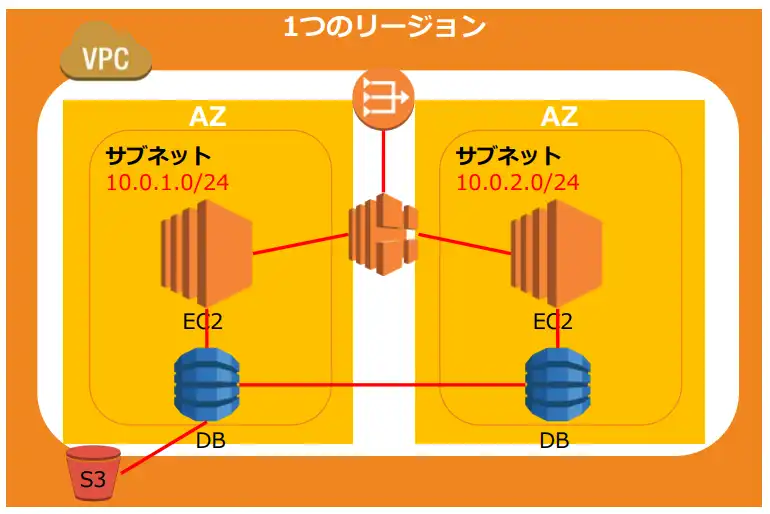 1つのリージョン
VPC
AZ
AZ
サブネット
10.0.1.0/24
サブネット
10.0.2.0/24
EC2
EC2
DB
DB
S3